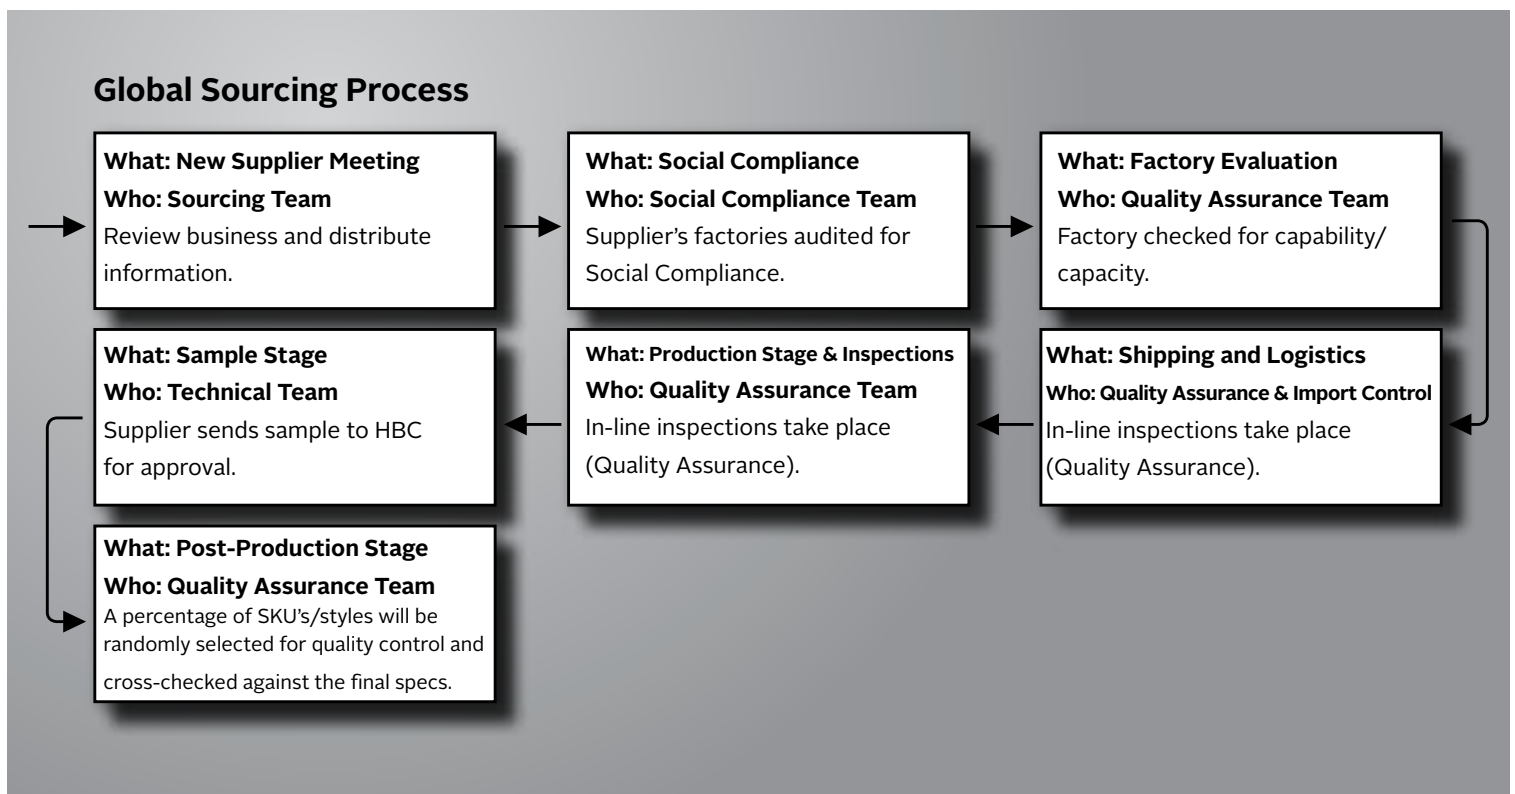 Global Sourcing Process
What: New Supplier Meeting
Who: Sourcing Team
Review business and distribute
information.
What: Social Compliance
Who: Social Compliance Team
Supplier’s factories audited for
Social Compliance.
What: Factory Evaluation
Who: Quality Assurance Team
Factory checked for capability/
capacity.
What: Shipping and Logistics
Who: Quality Assurance & Import Control
In-line inspections take place
(Quality Assurance).
What: Production Stage & Inspections
Who: Quality Assurance Team
In-line inspections take place
(Quality Assurance).
What: Sample Stage
Who: Technical Team
Supplier sends sample to HBC
for approval.
What: Post-Production Stage
Who: Quality Assurance Team
A percentage of SKU’s/styles will be
randomly selected for quality control and
cross-checked against the final specs.